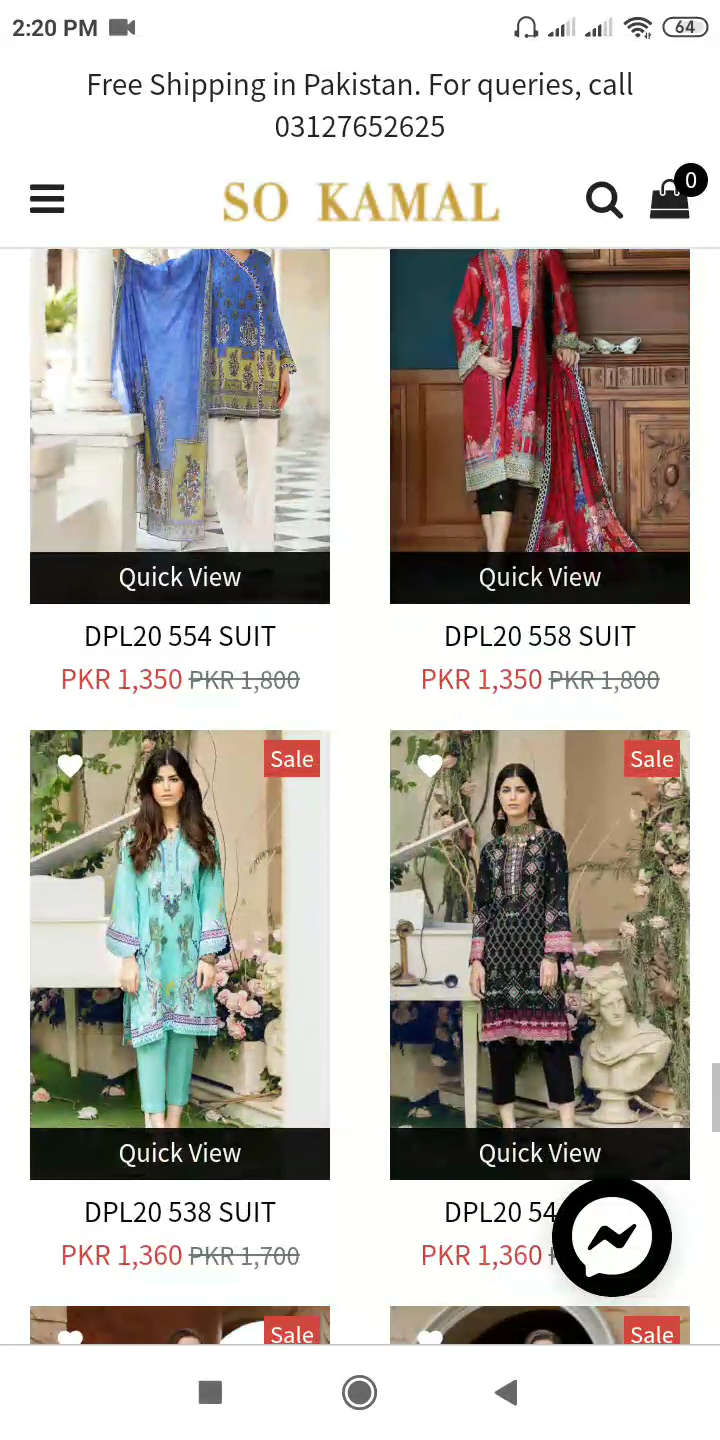 2:20 PM
64
Free Shipping in Pakistan. For queries, call
03127652625
SO KAMAL
0
Quick View
Quick View
DPL20 554 SUIT
DPL20 558 SUIT
PKR 1,350 PKR 1,800
PKR 1,350 PKR 1,800
Sale
Sale
Quick View
Quick View
DPL20 538 SUIT
DPL20 54
PKR 1,360 PKR 1,700
PKR 1,360
Sale
Sale